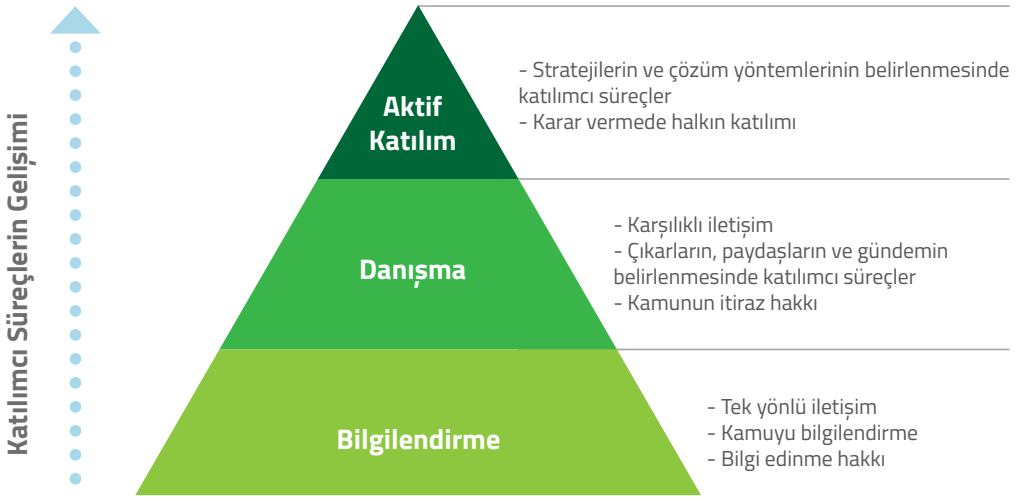 Katılımcı Süreçlerin Gelişimi
Aktif
Katılım
- Stratejilerin ve çözüm yöntemlerinin belirlenmesinde
katılımcı süreçler
- Karar vermede halkın katılımı
Danışma
- Karşılıklı iletişim
- Çıkarların, paydaşların ve gündemin
belirlenmesinde katılımcı süreçler
- Kamunun itiraz hakkı
Bilgilendirme
- Tek yönlü iletişim
- Kamuyu bilgilendirme
- Bilgi edinme hakkı